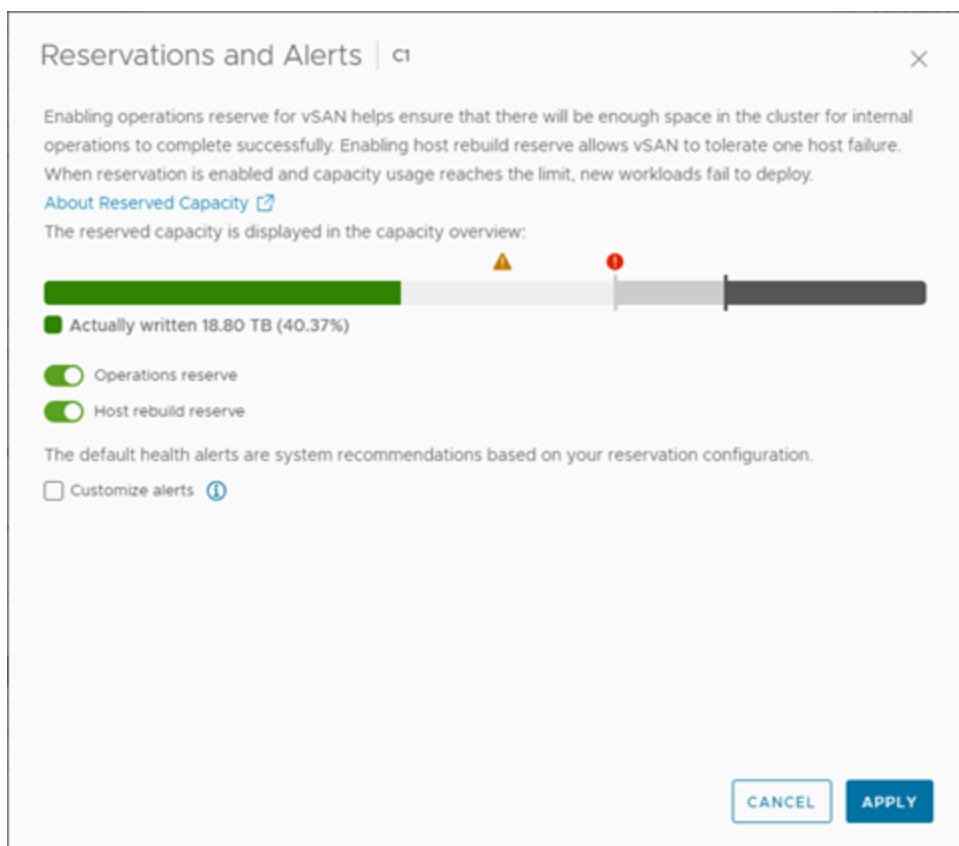 Reservations and Alerts | C1
Enabling operations reserve for vSAN helps ensure that there will be enough space in the cluster for internal
operations to complete successfully. Enabling host rebuild reserve allows vSAN to tolerate one host failure.
When reservation is enabled and capacity usage reaches the limit, new workloads fail to deploy.
About Reserved Capacity
The reserved capacity is displayed in the capacity overview:
Actually written 18.80 TB (40.37%)
Operations reserve
Host rebuild reserve
The default health alerts are system recommendations based on your reservation configuration.
Customize alerts
CANCEL APPLY